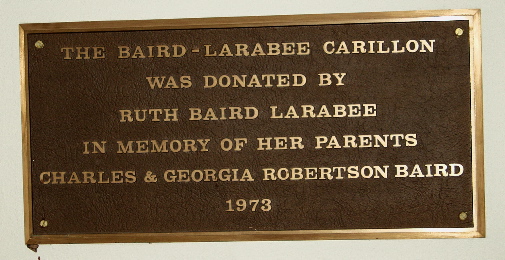 THE BAIRD-LARABEE CARILLON
WAS DONATED BY
RUTH BAIRD LARABEE
IN MEMORY OF HER PARENTS
CHARLES & GEORGIA ROBERTSON BAIRD
1973